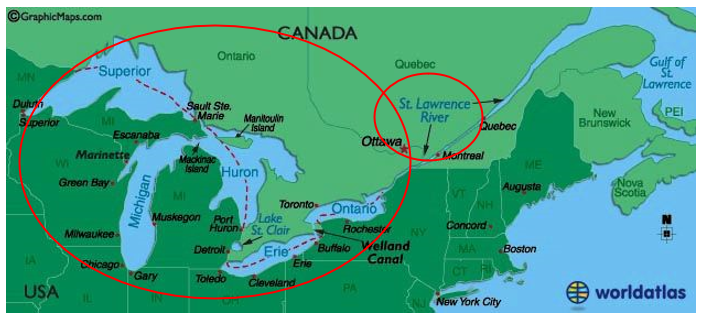 ©GraphicMaps.com
CANADA
Ontario
Quebec
Gulf of
St.
Lawrence
MN
Superior
Duluth
Superior
Sault Ste.
Marie
Manitoulin
Island
St. Lawrence
River
Quebec
New
Brunswick
PEI
MI
Escanaba
Mackinac
Island
Ottawa
Montreal
WI
Marinette
Huron
ME
Green Bay
Michigan
MI
Nova
Scotia
Toronto
Ontario
VT
NH
Augusta
Muskegon
Port
Huron
Lake
St. Clair
Rochester
NY
Concord
N
Milwaukee
Detroit
Erie
Buffalo
Welland
Canal
MA
Boston
IA
Chicago
Gary
Toledo
Cleveland
Erie
CT
RI
USA
IL
IN
OH
PA
NJ
New York City
worldatlas